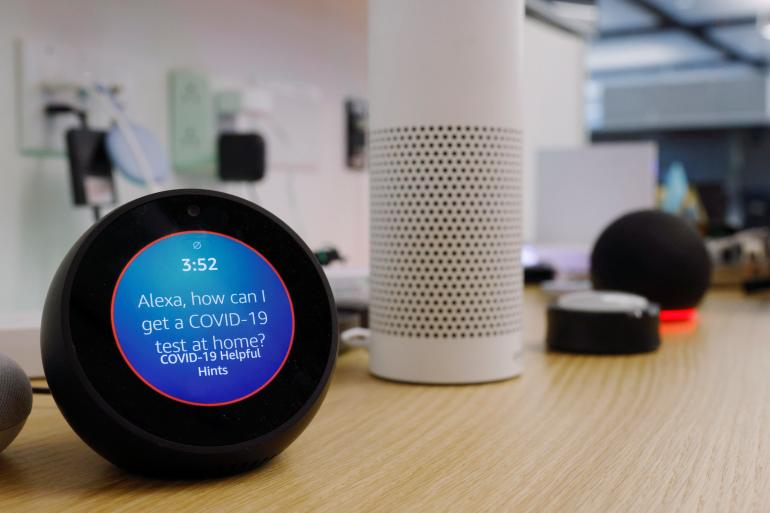 3:52
Alexa, how can I
get a COVID-19
test at home?
COVID-19 Helpful
Hints